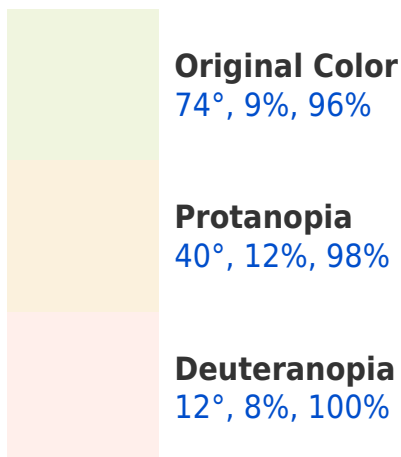 Original Color
74°, 9%, 96%
Protanopia
40°, 12%, 98%
Deuteranopia
12°, 8%, 100%